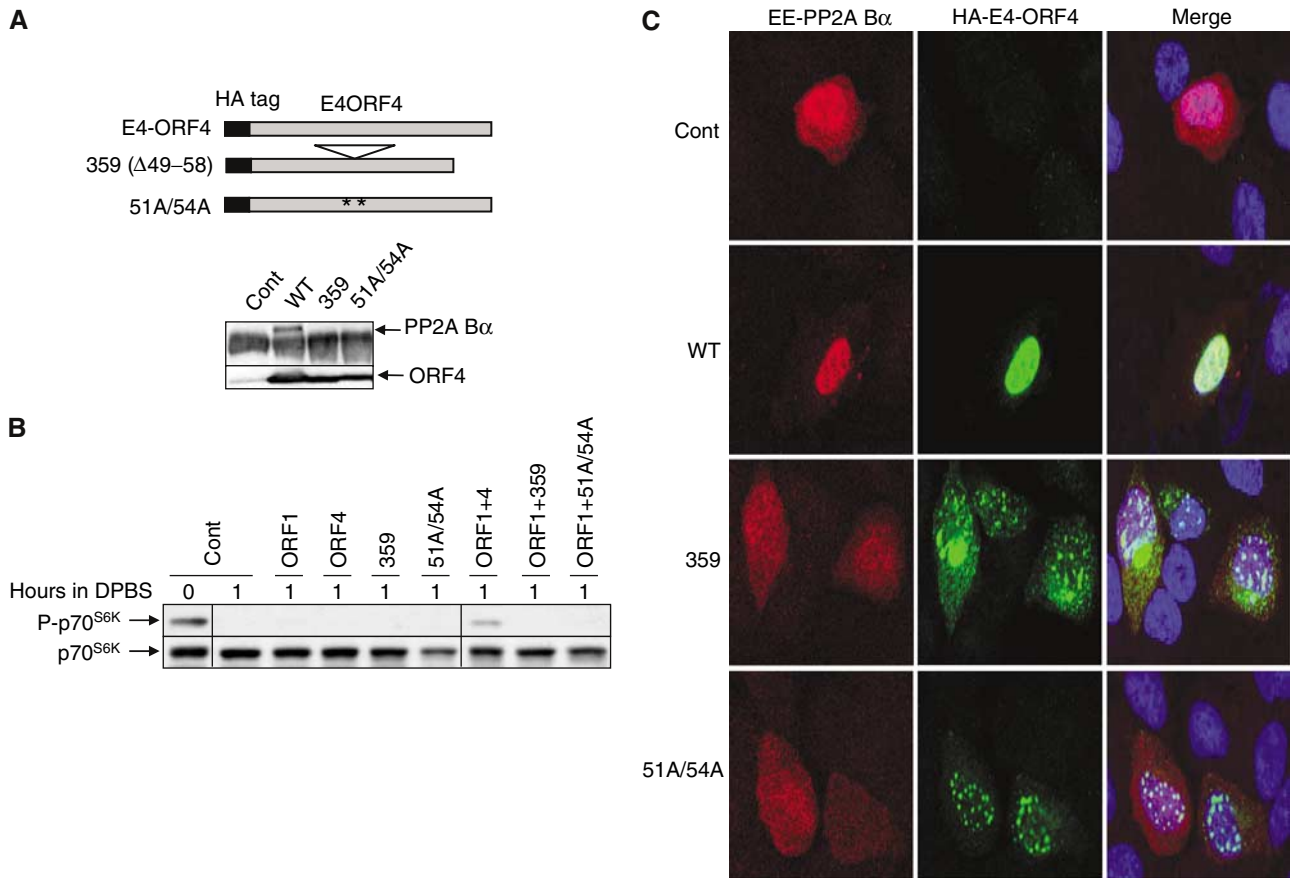 A
HA tag
E4ORF4
E4-ORF4
359 (Δ49–58)
51A/54A
* *
Cont
WT
359
51A/54A
PP2A Bα
ORF4
B
Cont
ORF1
ORF4
359
51A/54A
ORF1+4
ORF1+359
ORF1+51A/54A
Hours in DPBS 0 1 1 1 1 1 1 1 1
P-p70S6K
p70S6K
C
EE-PP2A Bα HA-E4-ORF4 Merge
Cont
WT
359
51A/54A